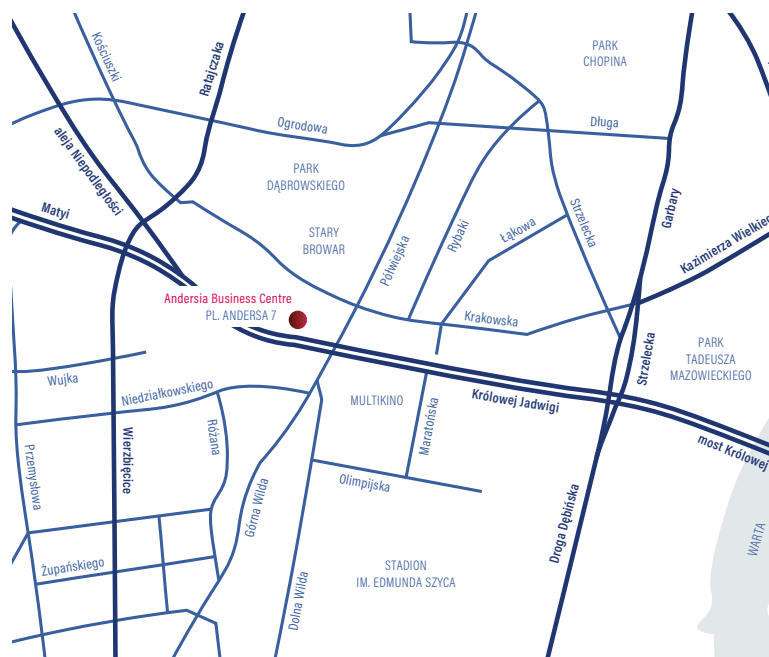 Kościuszki
Ratajczaka
PARK
CHOPINA
Ogrodowa
Długa
aleja Niepodległości
PARK
DĄBROWSKIEGO
Matyi
Garbary
STARY
BROWAR
Półwiejska
Rybaki
Łąkowa
Strzelecka
Kazimierza Wielkie
Andersia Business Centre
PL. ANDERSA 7
Krakowska
Strzelecka
PARK
TADEUSZA
MAZOWIECKIEGO
Wujka
Niedziałkowskiego
MULTIKINO
Królowej Jadwigi
Maratońska
Różana
Wierzbięcice
most Królowej
Przemysłowa
Olimpijska
Górna Wilda
Droga Dębińska
WARTA
Żupańskiego
STADION
IM. EDMUNDA SZYCA
Dolna Wilda